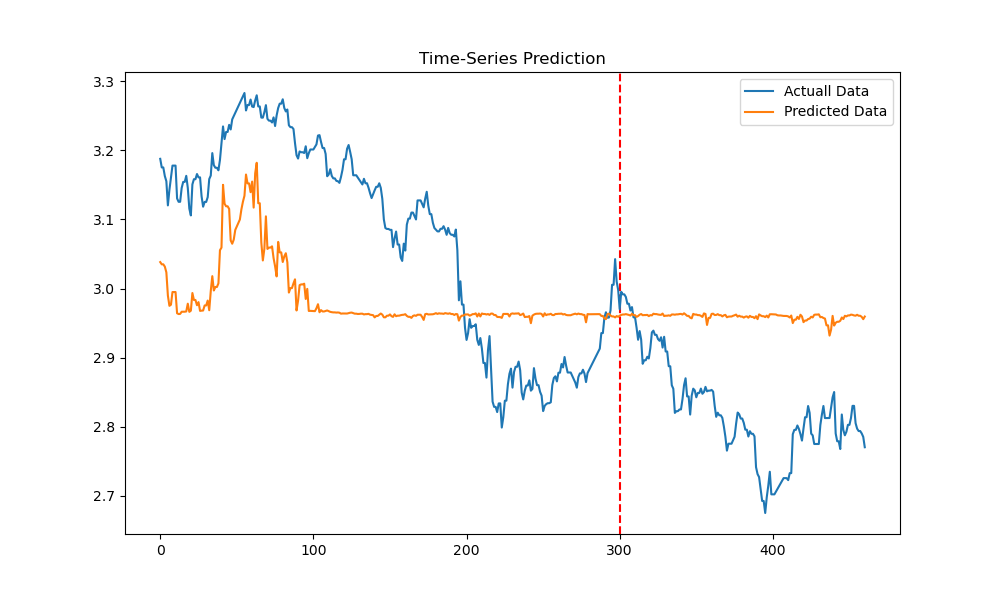 Time-Series Prediction
Actuall Data
Predicted Data
3.3
3.2
3.1
3.0
2.9
2.8
2.7
0 100 200 300 400